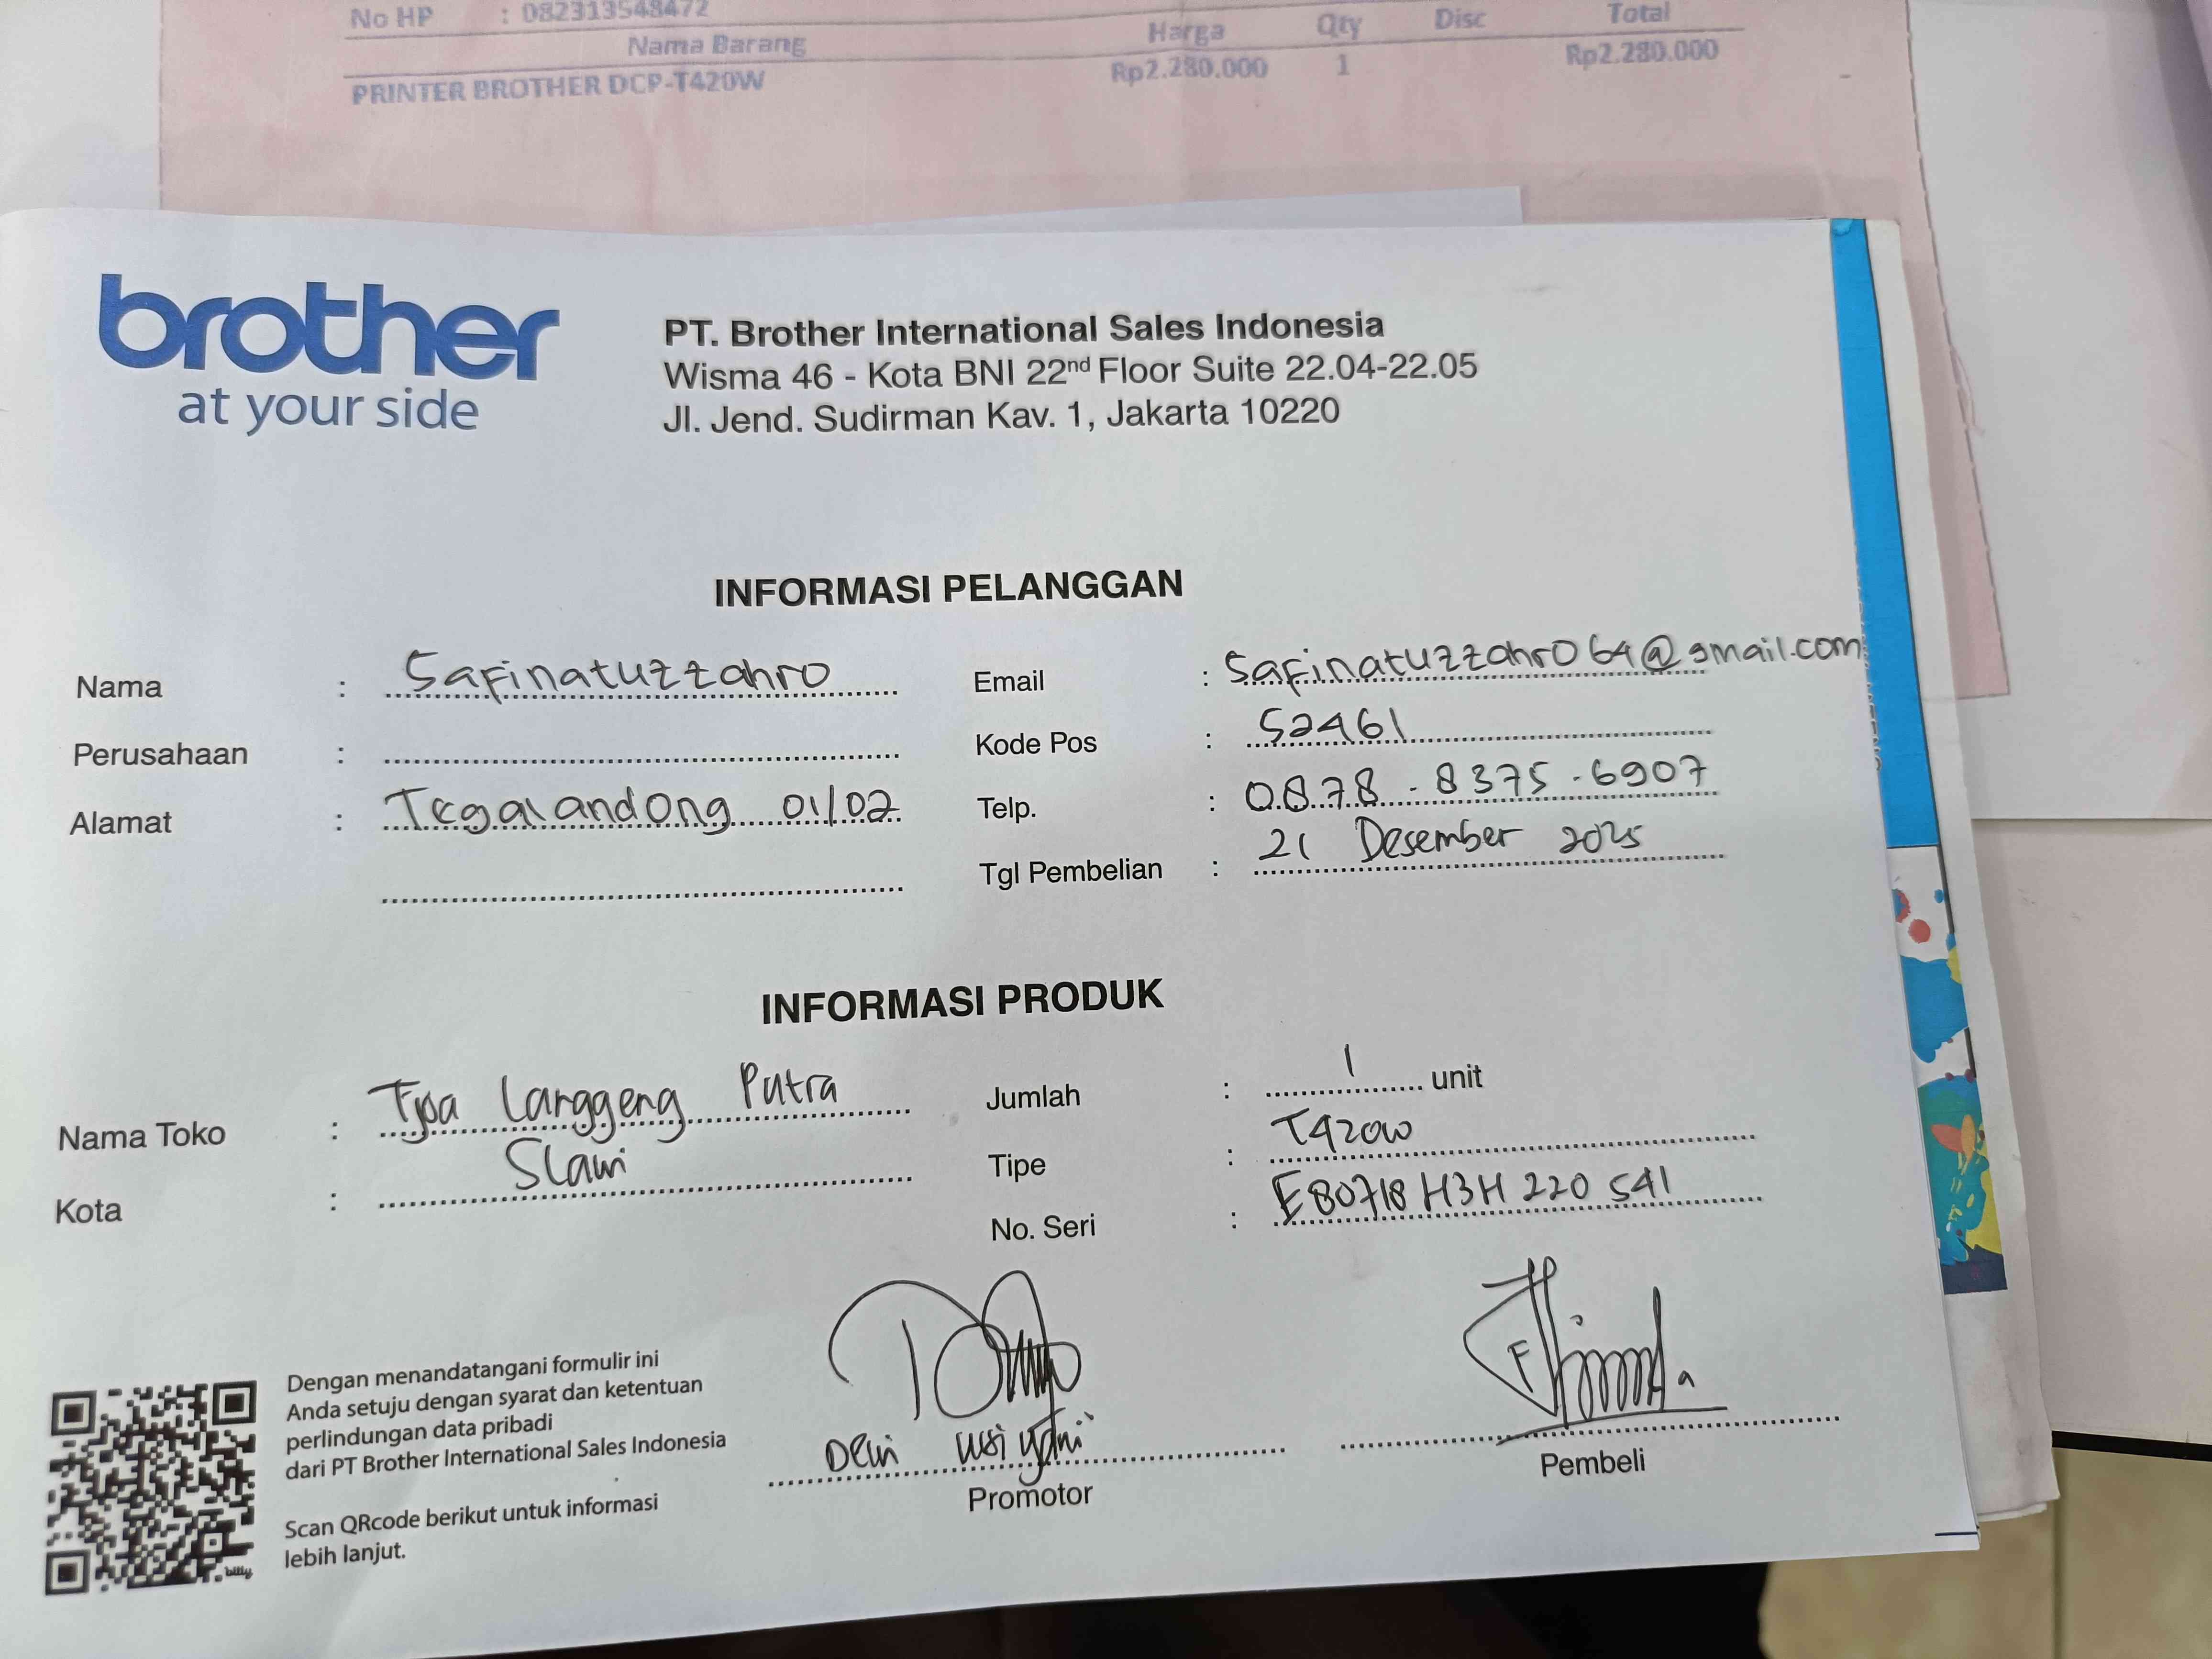 No HP : 082313548472
Nama Barang Harga Qty Disc Total
PRINTER BROTHER DCP-T420W Rp2.280.000 1 Rp2.280.000
brother
at your side
PT. Brother International Sales Indonesia
Wisma 46 - Kota BNI 22nd Floor Suite 22.04-22.05
Jl. Jend. Sudirman Kav. 1, Jakarta 10220
INFORMASI PELANGGAN
Nama : Safinatuzzahro Email : Safinatuzzahro64@gmail.com
Perusahaan : Kode Pos : 52461
Alamat : Tegalandong 01/02 Telp. : 0878-8375-6907
Tgl Pembelian : 21 Desember 2025
INFORMASI PRODUK
Nama Toko : Langgeng Putra Jumlah : 1 unit
Kota : Slawi Tipe : T420W
No. Seri : E80718H3H220541
Dengan menandatangani formulir ini
Anda setuju dengan syarat dan ketentuan
perlindungan data pribadi
dari PT Brother International Sales Indonesia
Scan QRcode berikut untuk informasi
lebih lanjut.
bitly
Dewi
Promotor
Pembeli